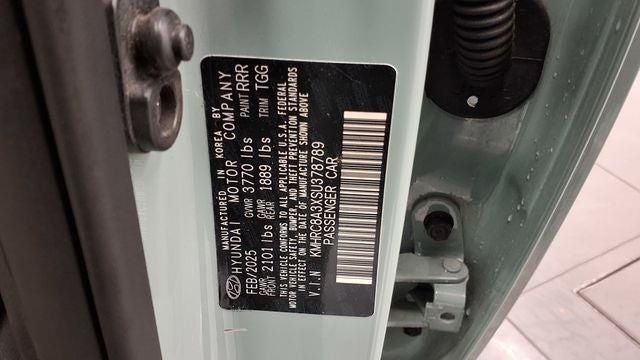 MANUFACTURED IN KOREA BY
HYUNDAI MOTOR COMPANY
FEB/2025 GVWR 3770 lbs PAINT RRR
GAWR FRONT 2101 lbs GAWR REAR 1889 lbs TRIM TGG
THIS VEHICLE CONFORMS TO ALL APPLICABLE U.S.A. FEDERAL
MOTOR VEHICLE SAFETY, BUMPER, AND THEFT PREVENTION STANDARDS
IN EFFECT ON THE DATE OF MANUFACTURE SHOWN ABOVE
V.I.N KMHRC8A3XSU378789
PASSENGER CAR